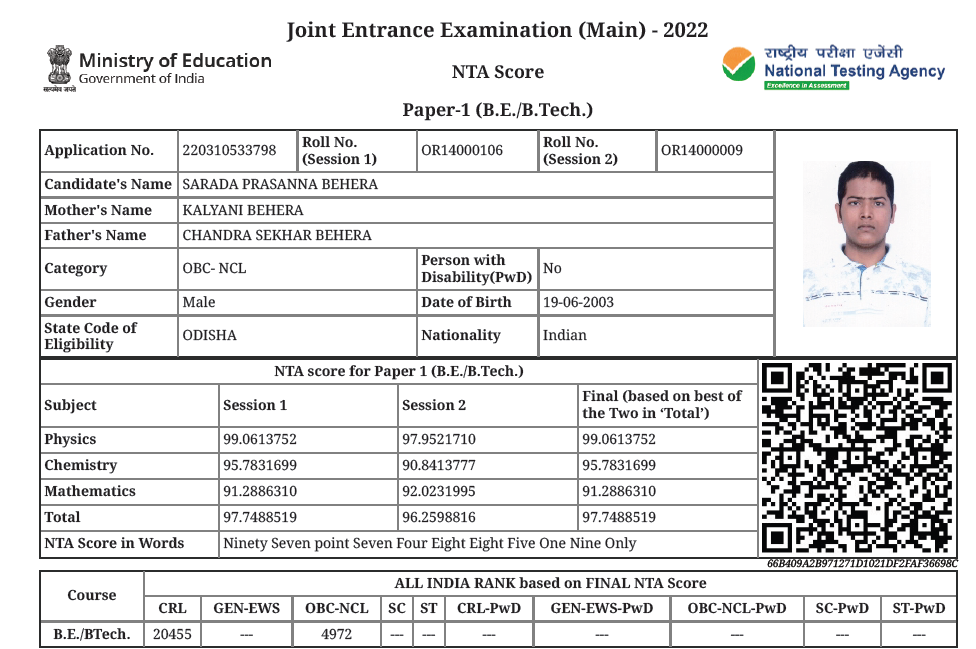 Joint Entrance Examination (Main) - 2022
सत्यमेव जयते
Ministry of Education
Government of India
NTA Score
राष्ट्रीय परीक्षा एजेंसी
National Testing Agency
Excellence in Assessment
Paper-1 (B.E./B.Tech.)
Application No. 220310533798 Roll No. (Session 1) OR14000106 Roll No. (Session 2) OR14000009
Candidate's Name SARADA PRASANNA BEHERA
Mother's Name KALYANI BEHERA
Father's Name CHANDRA SEKHAR BEHERA
Category OBC- NCL Person with Disability(PwD) No
Gender Male Date of Birth 19-06-2003
State Code of Eligibility ODISHA Nationality Indian
NTA score for Paper 1 (B.E./B.Tech.)
Subject Session 1 Session 2 Final (based on best of the Two in ‘Total’)
Physics 99.0613752 97.9521710 99.0613752
Chemistry 95.7831699 90.8413777 95.7831699
Mathematics 91.2886310 92.0231995 91.2886310
Total 97.7488519 96.2598816 97.7488519
NTA Score in Words Ninety Seven point Seven Four Eight Eight Five One Nine Only
66B409A2B971271D1021DF2FAF36698C
Course ALL INDIA RANK based on FINAL NTA Score
CRL GEN-EWS OBC-NCL SC ST CRL-PwD GEN-EWS-PwD OBC-NCL-PwD SC-PwD ST-PwD
B.E./BTech. 20455 --- 4972 --- --- --- --- --- --- ---